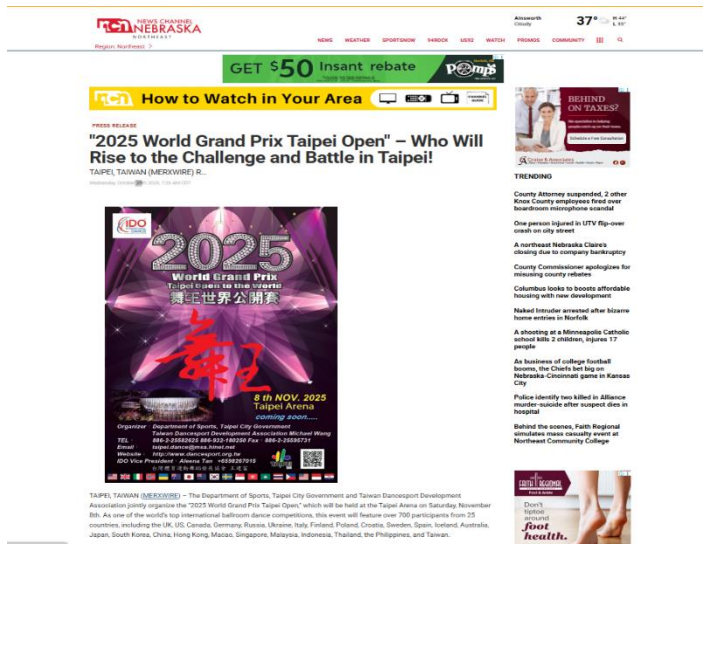 NEWS CHANNEL
NEBRASKA
NORTHEAST
Region: Northeast >
Ainsworth
Cloudy
37°
H 44°
L 33°
NEWS WEATHER SPORTSNOW 94ROCK US92 WATCH PROMOS COMMUNITY
GET $50 Insant rebate
Pomp's
How to Watch in Your Area
PRESS RELEASE
"2025 World Grand Prix Taipei Open" – Who Will
Rise to the Challenge and Battle in Taipei!
TAIPEI, TAIWAN (MERXWIRE) R...
IDO
2025
World Grand Prix
Taipei Open to the World
舞王世界公開賽
舞王
8 th NOV. 2025
Taipei Arena
coming soon.....
Organizer : Department of Sports, Taipei City Government
Taiwan Dancesport Development Association Michael Wang
TEL : 886-2-25582625 886-933-180250 Fax : 886-2-25595731
Email : taipei.dance@msa.hinet.net
Website : http://www.dancesport.org.tw
IDO Vice President : Aleena Tan +6598267015
TAIPEI, TAIWAN (MERXWIRE) – The Department of Sports, Taipei City Government and Taiwan Dancesport Development
Association jointly organize the "2025 World Grand Prix Taipei Open," which will be held at the Taipei Arena on Saturday, November
8th. As one of the world's top international ballroom dance competitions, this event will feature over 700 participants from 25
countries, including the UK, US, Canada, Germany, Russia, Ukraine, Italy, Finland, Poland, Croatia, Sweden, Spain, Iceland, Australia,
Japan, South Korea, China, Hong Kong, Macao, Singapore, Malaysia, Indonesia, Thailand, the Philippines, and Taiwan.
BEHIND
ON TAXES?
Schedule a Free Consultation
TRENDING
County Attorney suspended, 2 other
Knox County employees fired over
boardroom microphone scandal
One person injured in UTV flip-over
crash on city street
A northeast Nebraska Claire's
closing due to company bankruptcy
County Commissioner apologizes for
misusing county rebates
Columbus looks to boosts affordable
housing with new development
Naked Intruder arrested after bizarre
home entries in Norfolk
A shooting at a Minneapolis Catholic
school kills 2 children, injures 17
people
As business of college football
booms, the Chiefs bet big on
Nebraska-Cincinnati game in Kansas
City
Police identify two killed in Alliance
murder-suicide after suspect dies in
hospital
Behind the scenes, Faith Regional
simulates mass casualty event at
Northeast Community College
FAITH REGIONAL
Don't
tiptoe
around
foot
health.